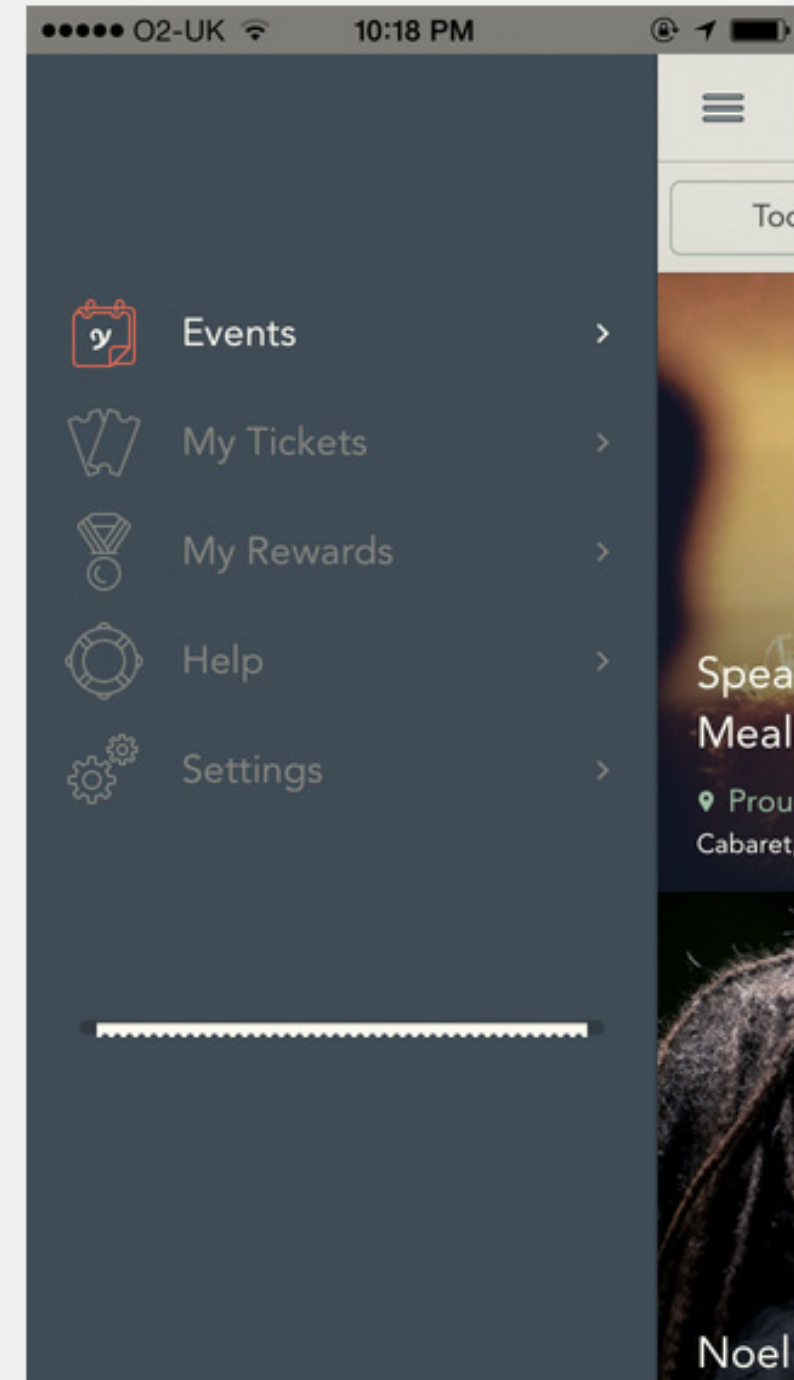 O2-UK 10:18 PM
Events
My Tickets
My Rewards
Help
Settings
Spea
Meal
Prou
Cabaret,
Noel